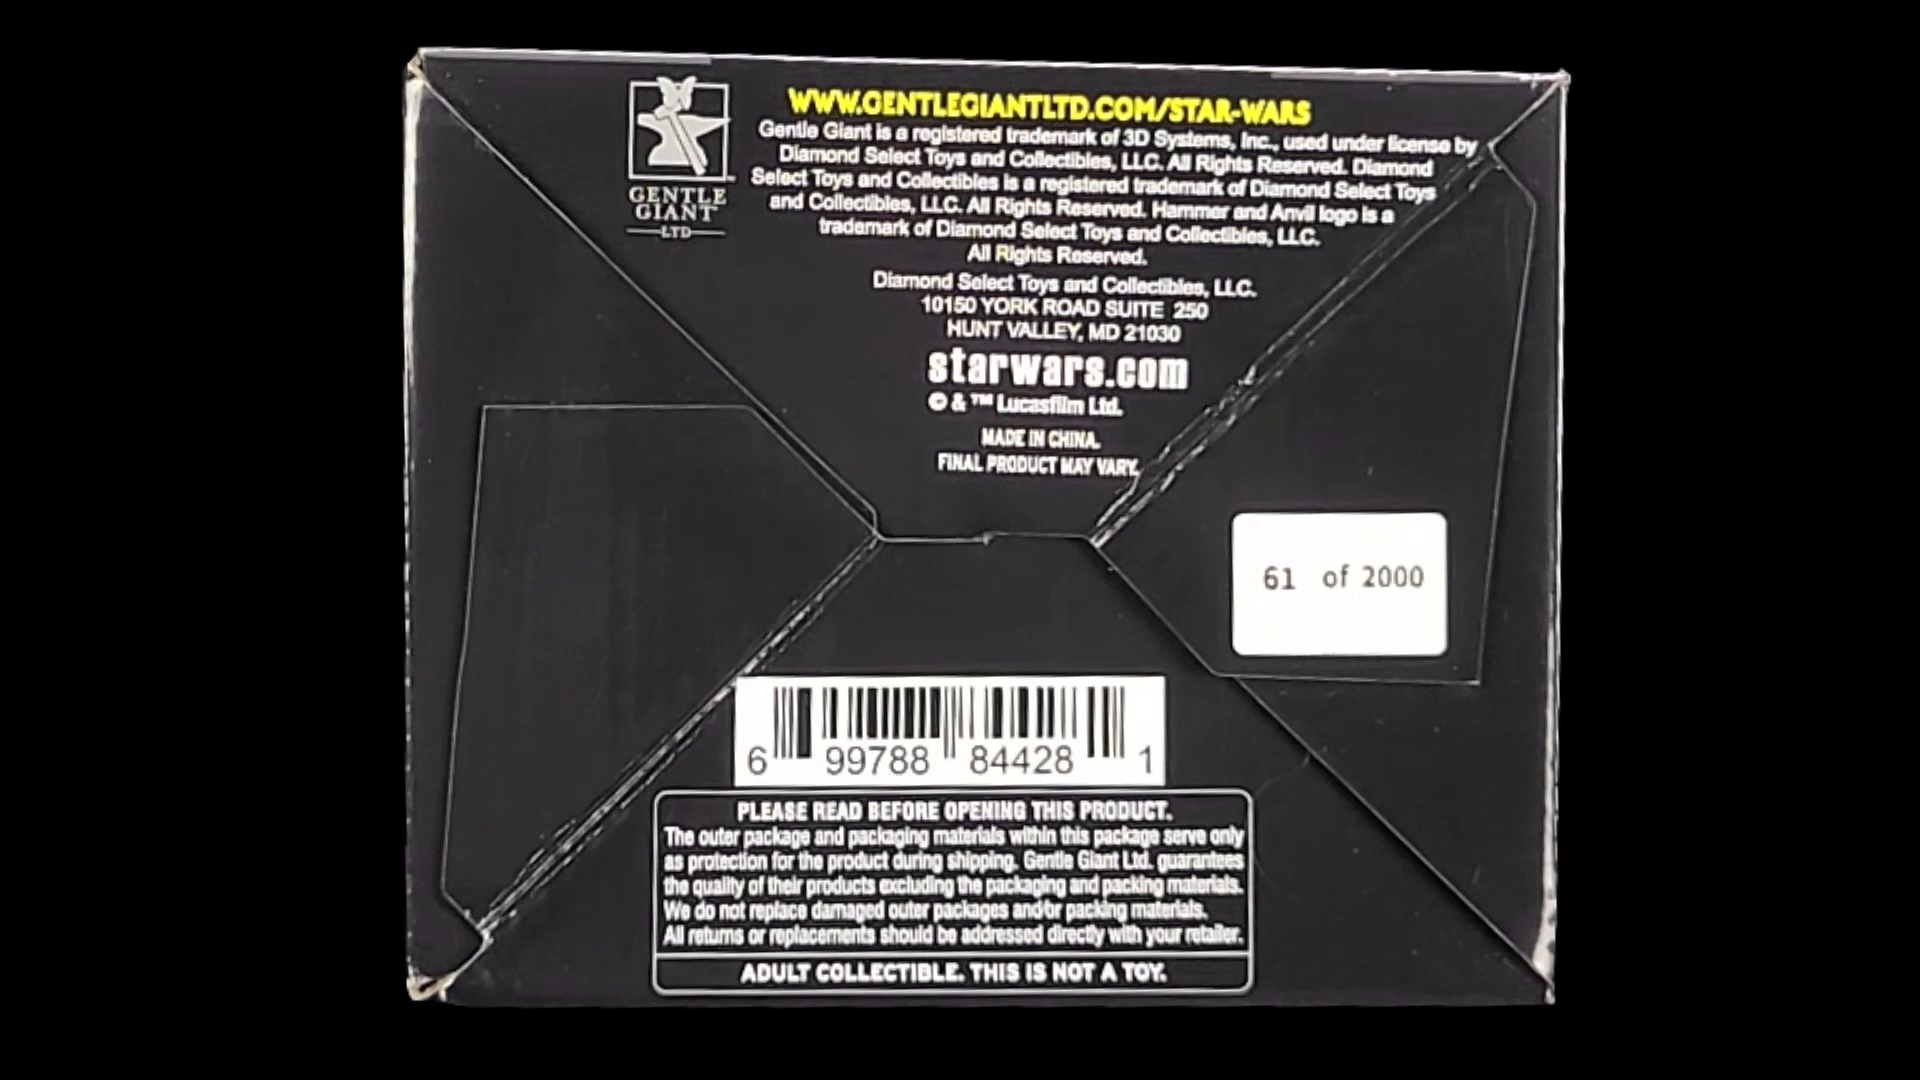 GENTLE
GIANT
LTD
WWW.GENTLEGIANTLTD.COM/STAR-WARS
Gentle Giant is a registered trademark of 3D Systems, Inc., used under license by
Diamond Select Toys and Collectibles, LLC. All Rights Reserved. Diamond
Select Toys and Collectibles is a registered trademark of Diamond Select Toys
and Collectibles, LLC. All Rights Reserved. Hammer and Anvil logo is a
trademark of Diamond Select Toys and Collectibles, LLC.
All Rights Reserved.
Diamond Select Toys and Collectibles, LLC.
10150 YORK ROAD SUITE 250
HUNT VALLEY, MD 21030
starwars.com
© & ™ Lucasfilm Ltd.
MADE IN CHINA.
FINAL PRODUCT MAY VARY.
61 of 2000
6 99788 84428 1
PLEASE READ BEFORE OPENING THIS PRODUCT.
The outer package and packaging materials within this package serve only
as protection for the product during shipping. Gentle Giant Ltd. guarantees
the quality of their products excluding the packaging and packing materials.
We do not replace damaged outer packages and/or packing materials.
All returns or replacements should be addressed directly with your retailer.
ADULT COLLECTIBLE. THIS IS NOT A TOY.